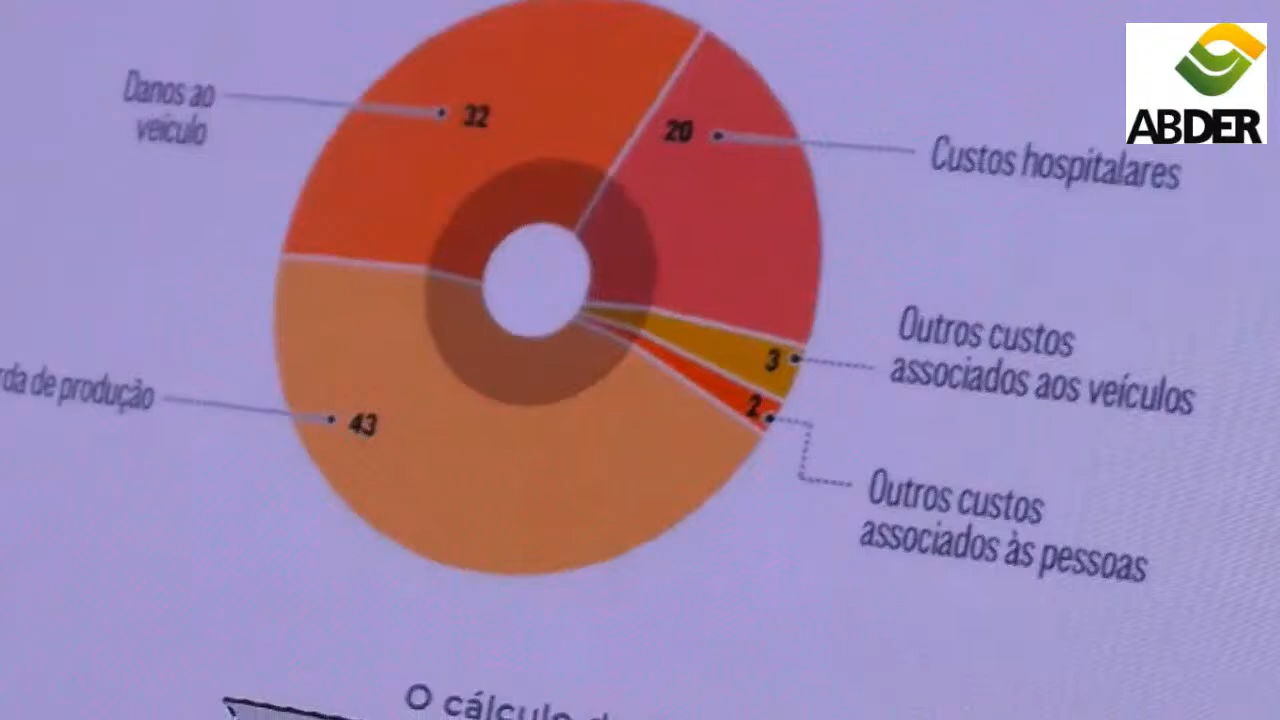 ABDER
Danos ao
veículo
32
20
Custos hospitalares
Outros custos
associados aos veículos
3
2
de produção
43
Outros custos
associados às pessoas
O cálculo